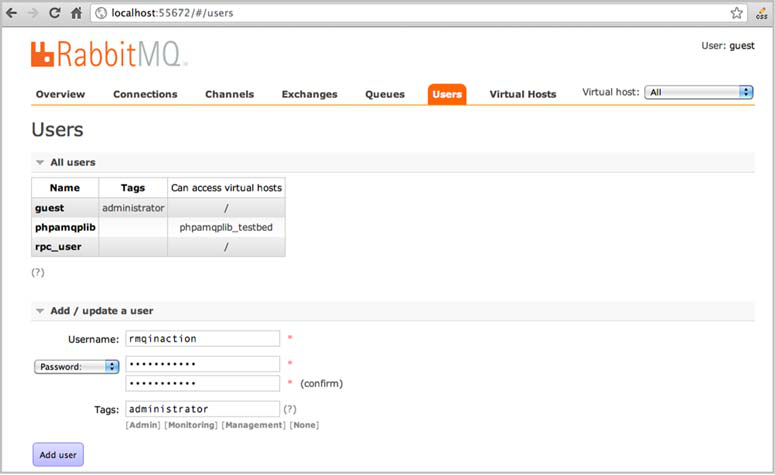 localhost:55672/#/users
css
RabbitMQ
User: guest
Overview Connections Channels Exchanges Queues Users Virtual Hosts Virtual host: All
Users
All users
Name Tags Can access virtual hosts
guest administrator /
phpamqplib phpamqplib_testbed
rpc_user /
(?)
Add / update a user
Username: rmqinaction *
Password: ••••••••••• *
••••••••••• * (confirm)
Tags: administrator (?)
[Admin] [Monitoring] [Management] [None]
Add user